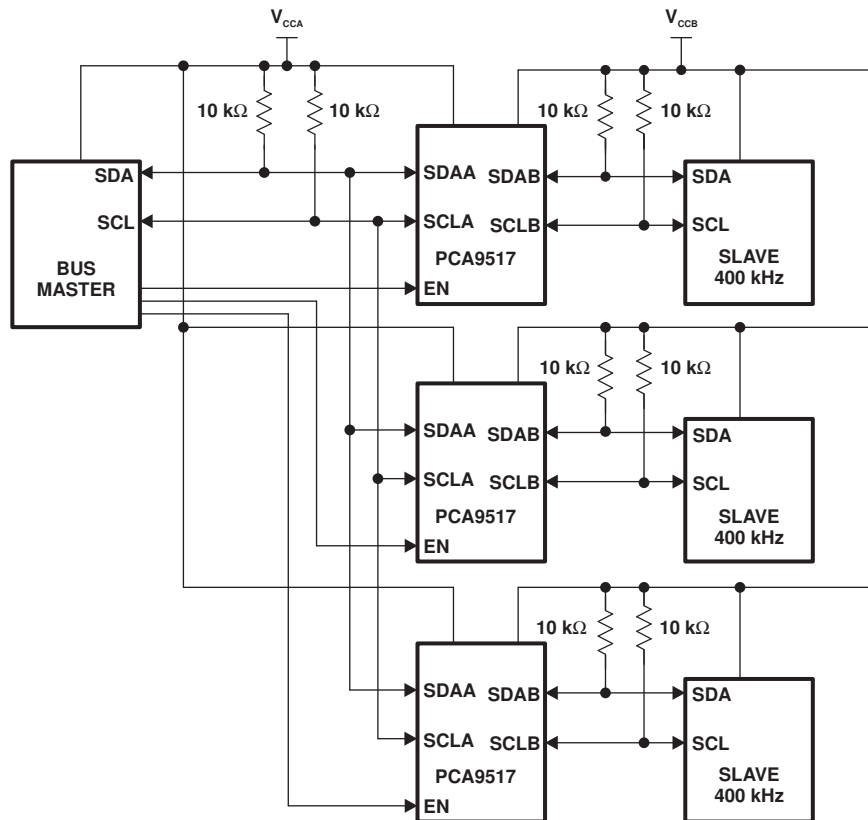 VCCA
VCCB
10 kΩ
10 kΩ
10 kΩ
10 kΩ
SDA
SCL
BUS
MASTER
SDAA
SDAB
SCLA
SCLB
PCA9517
EN
SDA
SCL
SLAVE
400 kHz
10 kΩ
10 kΩ
SDAA
SDAB
SCLA
SCLB
PCA9517
EN
SDA
SCL
SLAVE
400 kHz
10 kΩ
10 kΩ
SDAA
SDAB
SCLA
SCLB
PCA9517
EN
SDA
SCL
SLAVE
400 kHz